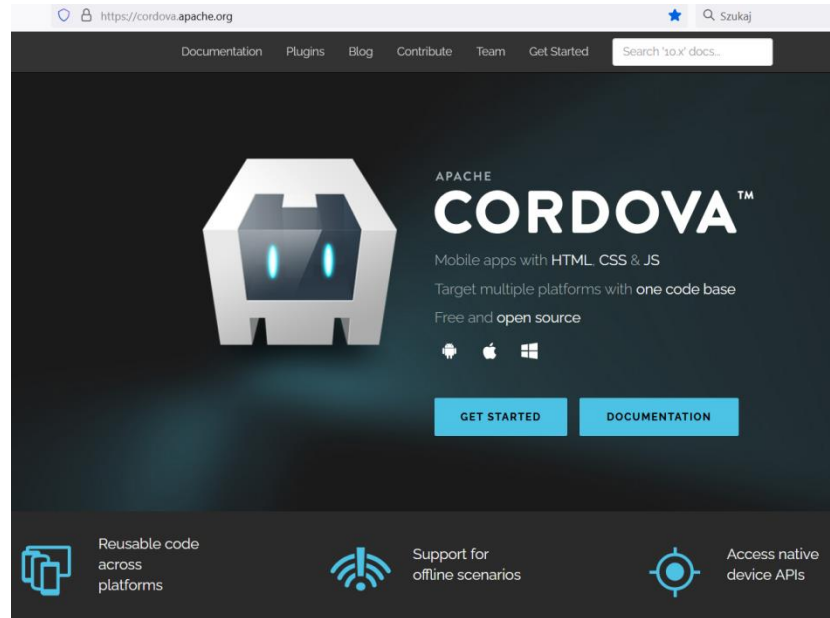 https://cordova.apache.org
Szukaj
Documentation Plugins Blog Contribute Team Get Started Search '10.x' docs...
APACHE
CORDOVA™
Mobile apps with HTML, CSS & JS
Target multiple platforms with one code base
Free and open source
GET STARTED DOCUMENTATION
Reusable code
across
platforms
Support for
offline scenarios
Access native
device APIs